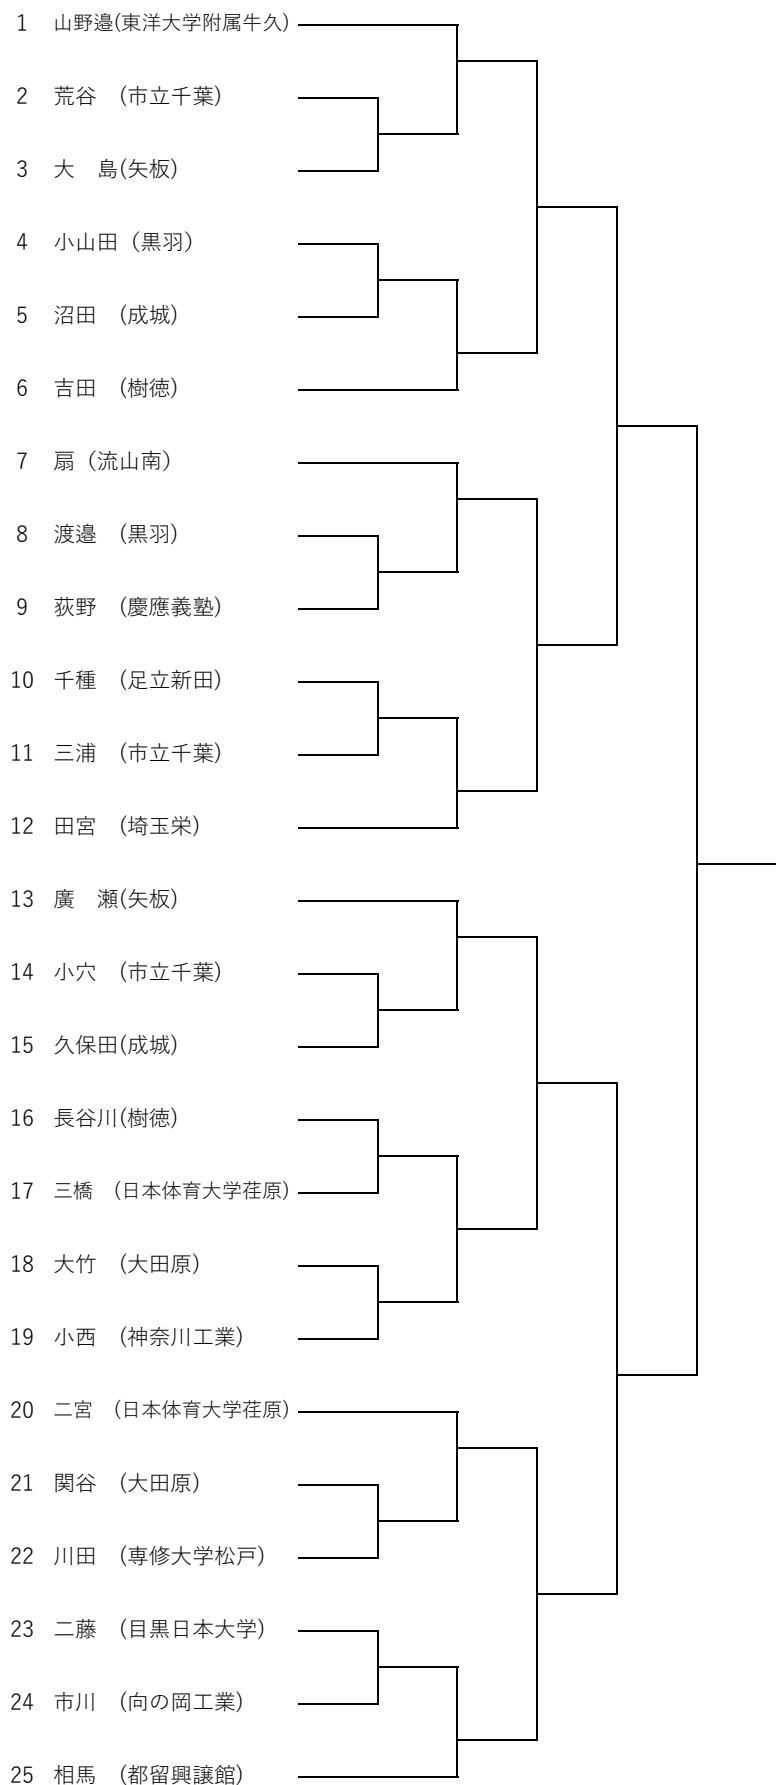 1 山野邉(東洋大学附属牛久)
2 荒谷　(市立千葉)
3 大　島(矢板)
4 小山田（黒羽）
5 沼田　(成城)
6 吉田　(樹徳)
7 扇（流山南）
8 渡邉　(黒羽)
9 荻野　(慶應義塾)
10 千種　(足立新田)
11 三浦　(市立千葉)
12 田宮　(埼玉栄)
13 廣　瀬(矢板)
14 小穴　(市立千葉)
15 久保田(成城)
16 長谷川(樹徳)
17 三橋　(日本体育大学荏原)
18 大竹　(大田原)
19 小西　(神奈川工業)
20 二宮　(日本体育大学荏原)
21 関谷　(大田原)
22 川田　(専修大学松戸)
23 二藤　(目黒日本大学)
24 市川　(向の岡工業)
25 相馬　(都留興譲館)